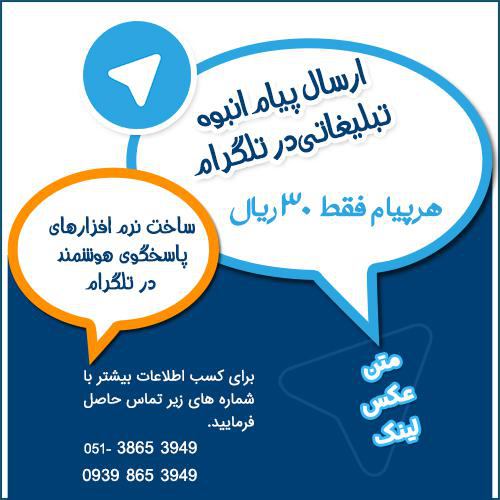 ارسال پیام انبوه
تبلیغاتی در تلگرام
هر پیام فقط ۳۰ ریال
ساخت نرم افزارهای
پاسخگوی هوشمند
در تلگرام
متن
عکس
لینک
برای کسب اطلاعات بیشتر با
شماره های زیر تماس حاصل
فرمایید.
051- 3865 3949
0939 865 3949